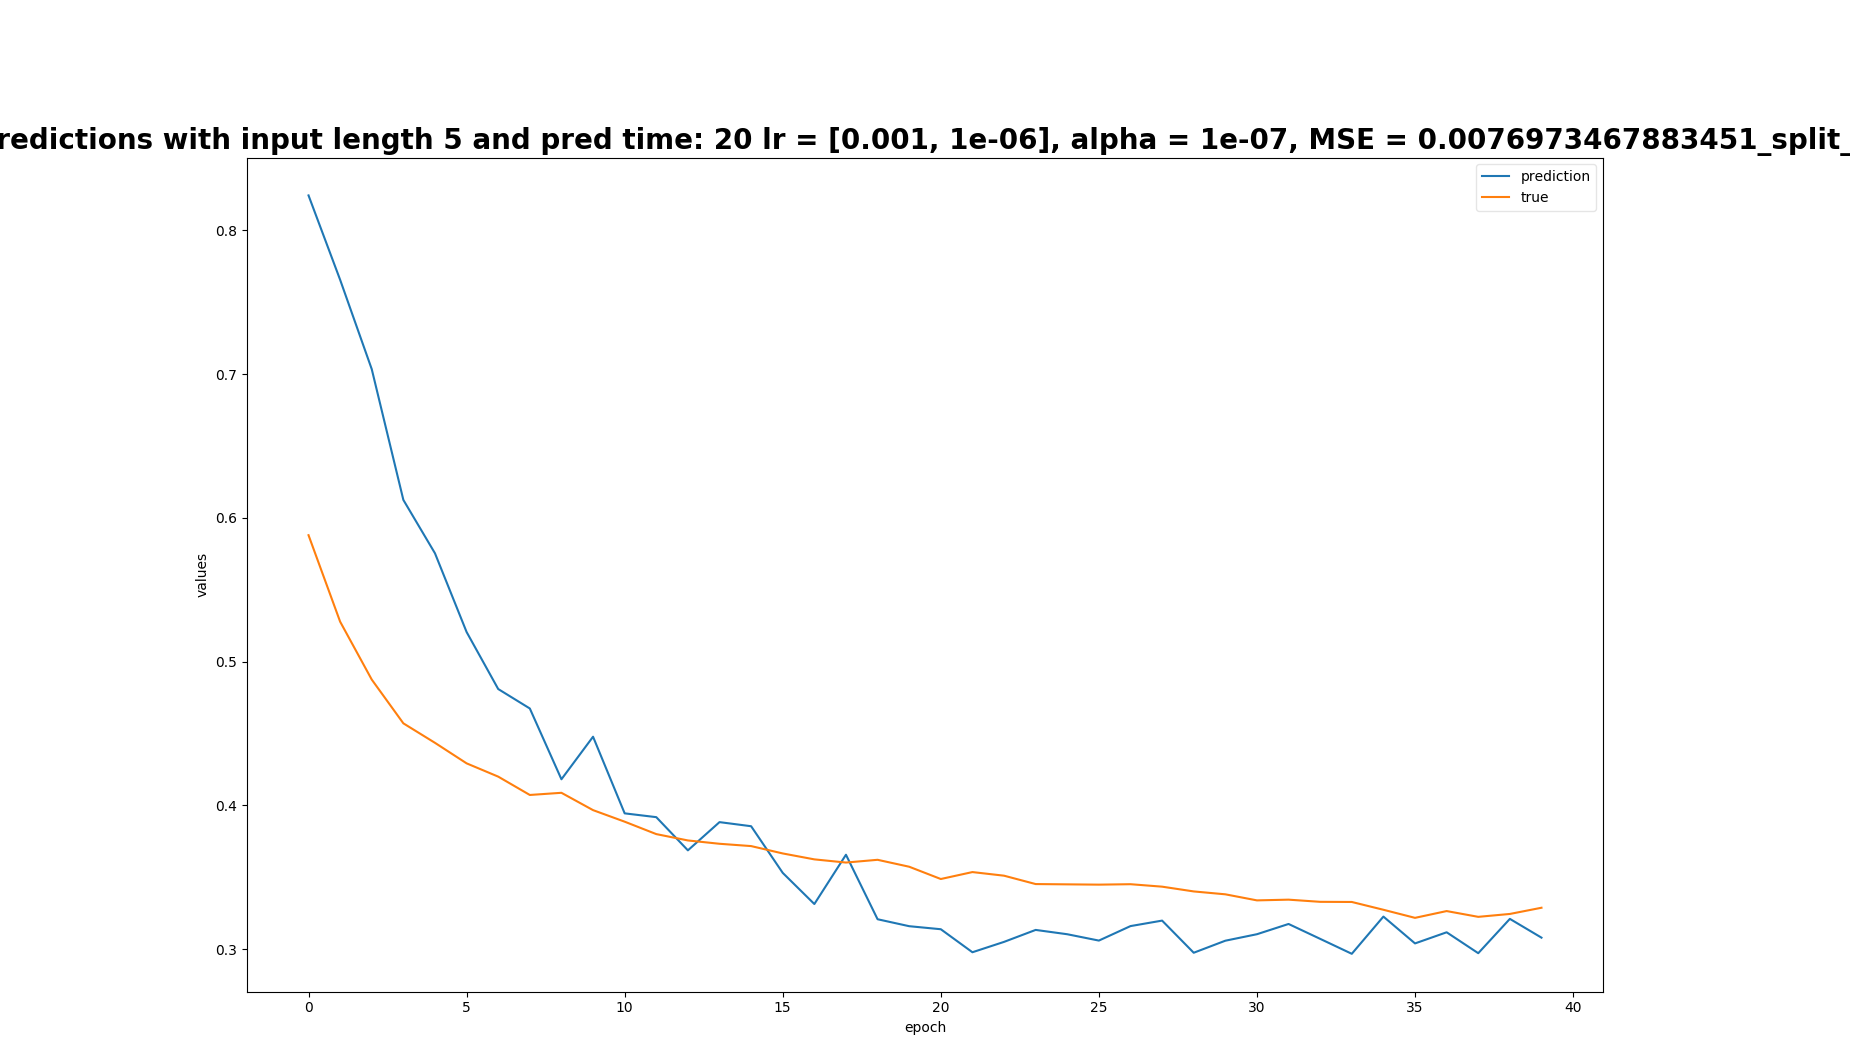 redictions with input length 5 and pred time: 20 lr = [0.001, 1e-06], alpha = 1e-07, MSE = 0.0076973467883451_split_
prediction
true
0.8
0.7
0.6
0.5
0.4
0.3
values
0 5 10 15 20 25 30 35 40
epoch